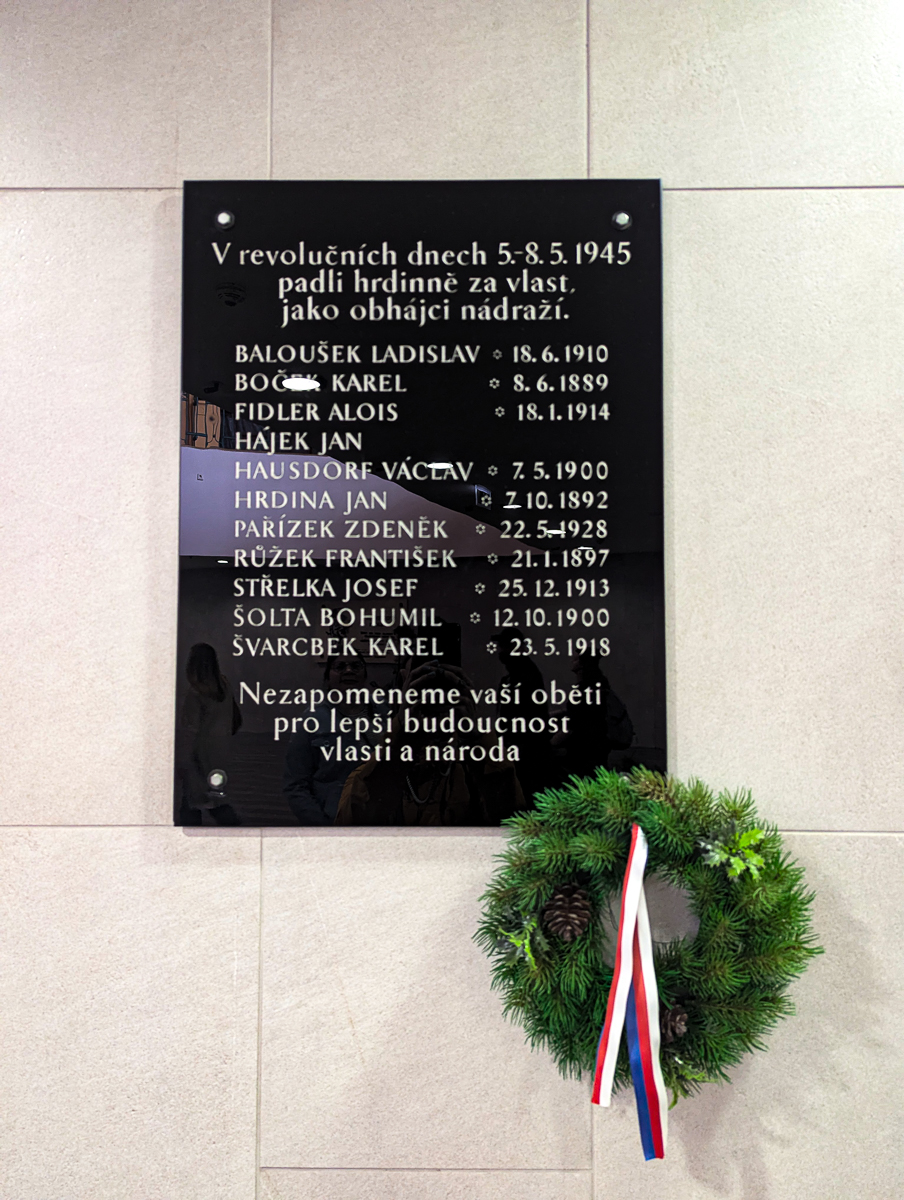 V revolučních dnech 5.-8. 5. 1945
padli hrdinně za vlast,
jako obhájci nádraží.
BALOUŠEK LADISLAV ✡ 18. 6. 1910
BOČEK KAREL ✡ 8. 6. 1889
FIDLER ALOIS ✡ 18. 1. 1914
HÁJEK JAN
HAUSDORF VÁCLAV ✡ 7. 5. 1900
HRDINA JAN ✡ 7. 10. 1892
PAŘÍZEK ZDENĚK ✡ 22. 5. 1928
RŮŽEK FRANTIŠEK ✡ 21. 1. 1897
STŘELKA JOSEF ✡ 25. 12. 1913
ŠOLTA BOHUMIL ✡ 12. 10. 1900
ŠVARCBEK KAREL ✡ 23. 5. 1918
Nezapomeneme vaší oběti
pro lepší budoucnost
vlasti a národa